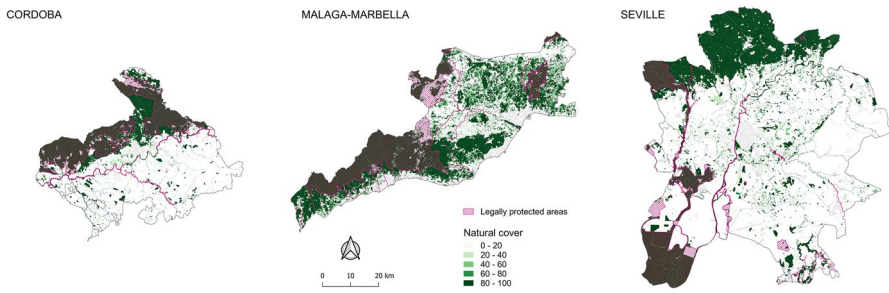 CORDOBA
MALAGA-MARBELLA
SEVILLE
Legally protected areas
Natural cover
0 - 20
20 - 40
40 - 60
60 - 80
80 - 100
0 10 20 km